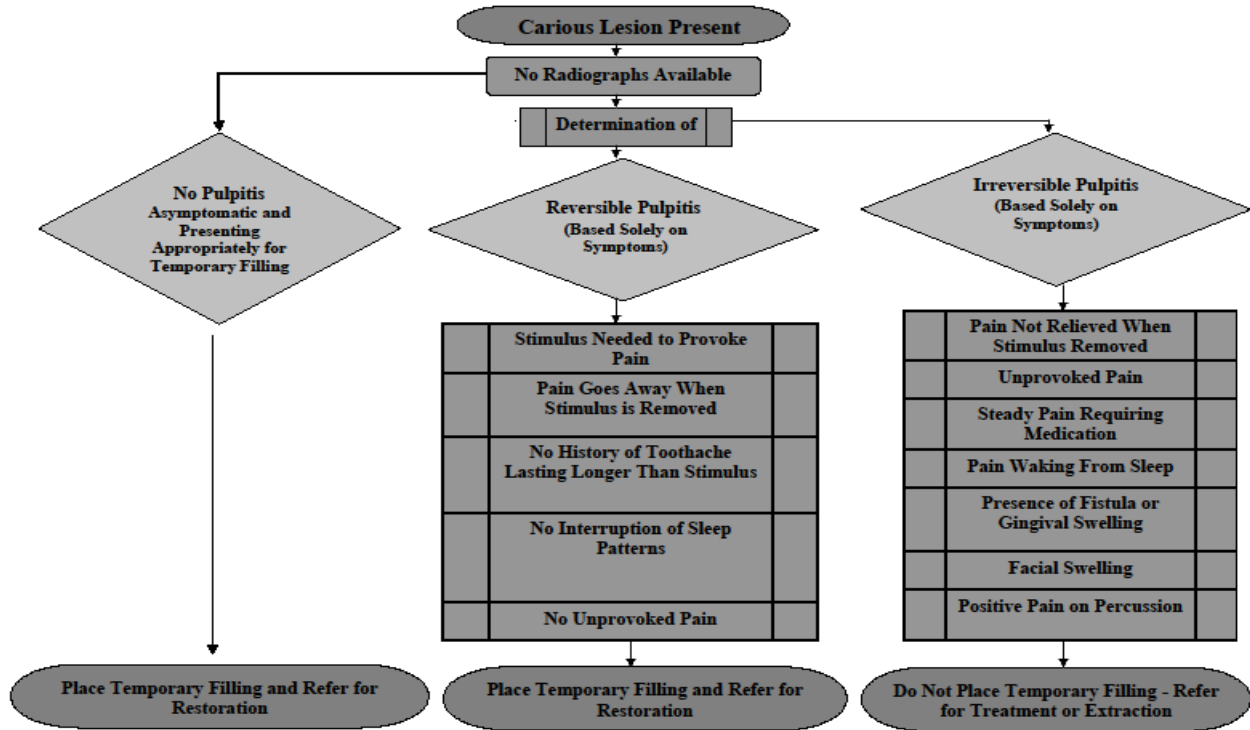 Carious Lesion Present
No Radiographs Available
Determination of
No Pulpitis
Asymptomatic and
Presenting
Appropriately for
Temporary Filling
Reversible Pulpitis
(Based Solely on
Symptoms)
Irreversible Pulpitis
(Based Solely on
Symptoms)
Stimulus Needed to Provoke
Pain
Pain Goes Away When
Stimulus is Removed
No History of Toothache
Lasting Longer Than Stimulus
No Interruption of Sleep
Patterns
No Unprovoked Pain
Pain Not Relieved When
Stimulus Removed
Unprovoked Pain
Steady Pain Requiring
Medication
Pain Waking From Sleep
Presence of Fistula or
Gingival Swelling
Facial Swelling
Positive Pain on Percussion
Place Temporary Filling and Refer for
Restoration
Place Temporary Filling and Refer for
Restoration
Do Not Place Temporary Filling - Refer
for Treatment or Extraction